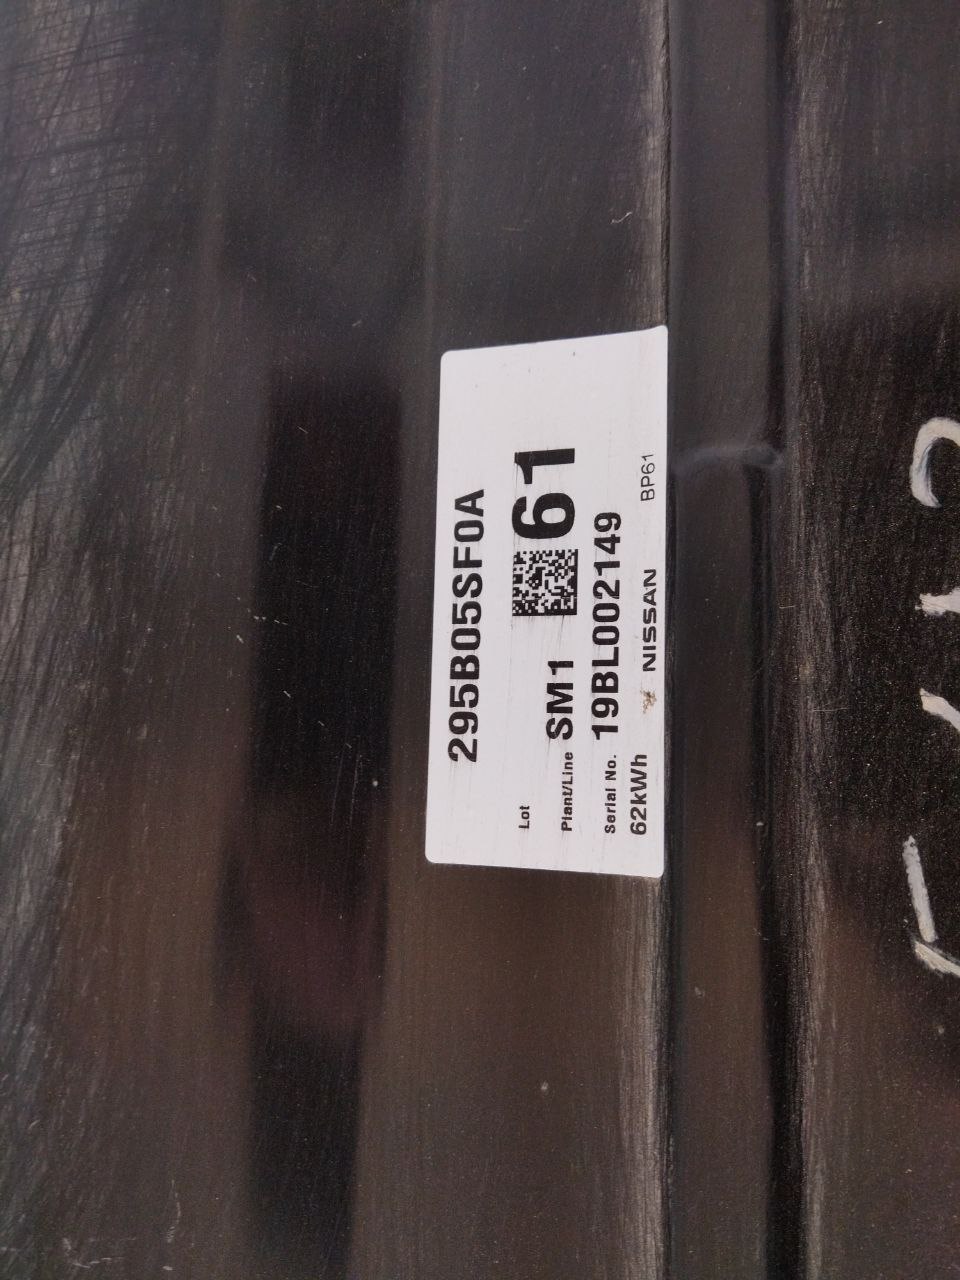 295B05SF0A
Lot
61
Plant/Line SM1
Serial No. 19BL002149
62kWh NISSAN BP61